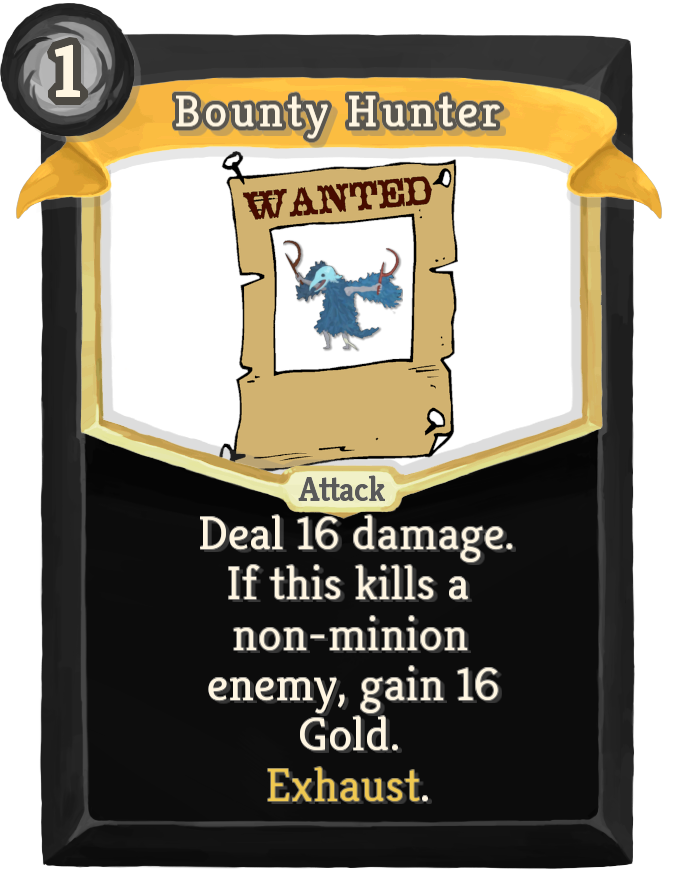 1
Bounty Hunter
WANTED
Attack
Deal 16 damage.
If this kills a
non-minion
enemy, gain 16
Gold.
Exhaust.